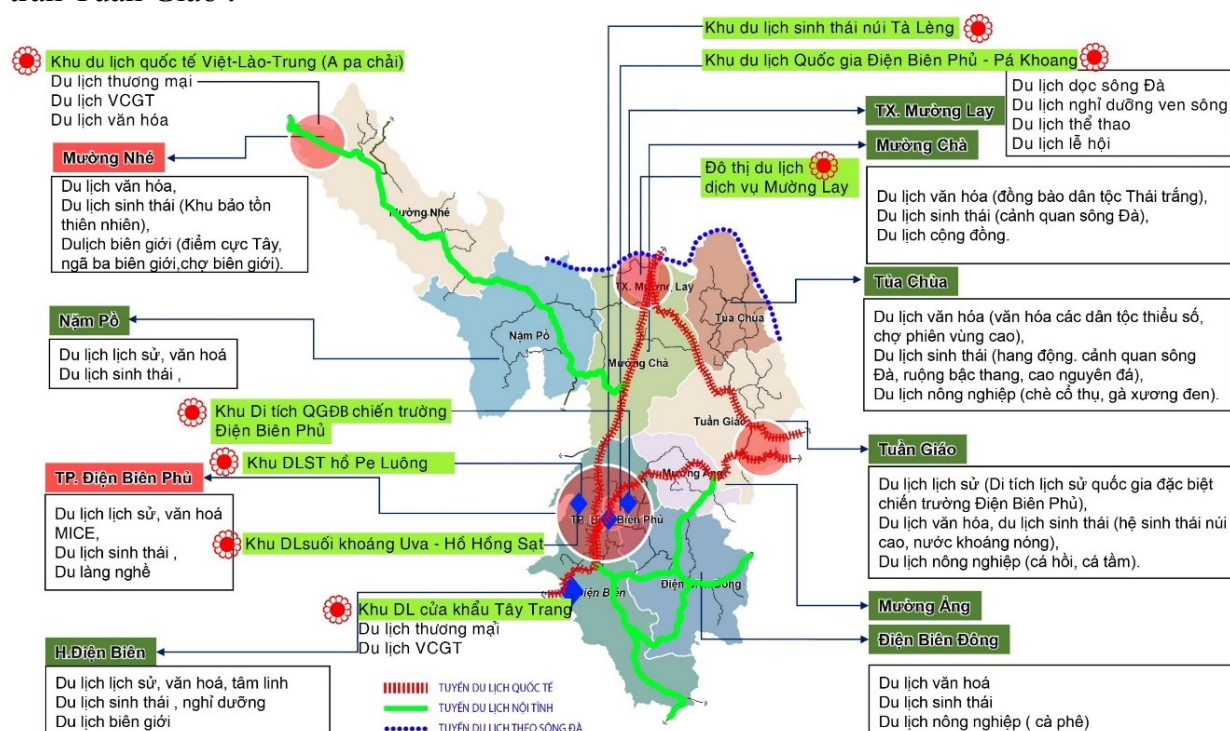 trấn Tuần Giáo .
Khu du lịch sinh thái núi Tà Lèng
Khu du lịch quốc tế Việt-Lào-Trung (A pa chải)
Du lịch thương mại
Du lịch VCGT
Du lịch văn hóa
Khu du lịch Quốc gia Điện Biên Phủ - Pá Khoang
TX. Mường Lay
Du lịch dọc sông Đà
Du lịch nghỉ dưỡng ven sông
Du lịch thể thao
Du lịch lễ hội
Mường Nhé
Du lịch văn hóa,
Du lịch sinh thái (Khu bảo tồn
thiên nhiên),
Dulịch biên giới (điểm cực Tây,
ngã ba biên giới,chợ biên giới).
Mường Chà
Đô thị du lịch
dịch vụ Mường Lay
Du lịch văn hóa (đồng bào dân tộc Thái trắng),
Du lịch sinh thái (cảnh quan sông Đà),
Du lịch cộng đồng.
Mường Nhé
TX. Mường Lay
Tủa Chùa
Nậm Pồ
Mường Chà
Tuần Giáo
Mường Ảng
TP. Điện Biên Phủ
Điện Biên Đông
Điện Biên
Tủa Chùa
Du lịch văn hóa (văn hóa các dân tộc thiểu số,
chợ phiên vùng cao),
Du lịch sinh thái (hang động. cảnh quan sông
Đà, ruộng bậc thang, cao nguyên đá),
Du lịch nông nghiệp (chè cổ thụ, gà xương đen).
Nặm Pồ
Du lịch lịch sử, văn hoá
Du lịch sinh thái ,
Khu Di tích QGĐB chiến trường
Điện Biên Phủ
Khu DLST hồ Pe Luông
TP. Điện Biên Phủ
Du lịch lịch sử, văn hoá
MICE,
Du lịch sinh thái ,
Du làng nghề
Khu DLsuối khoáng Uva - Hồ Hồng Sạt
Tuần Giáo
Du lịch lịch sử (Di tích lịch sử quốc gia đặc biệt
chiến trường Điện Biên Phủ),
Du lịch văn hóa, du lịch sinh thái (hệ sinh thái núi
cao, nước khoáng nóng),
Du lịch nông nghiệp (cá hồi, cá tầm).
Khu DL cửa khẩu Tây Trang
Du lịch thương mại
Du lịch VCGT
Mường Ảng
Điện Biên Đông
Du lịch văn hoá
Du lịch sinh thái
Du lịch nông nghiệp ( cà phê)
H.Điện Biên
Du lịch lịch sử, văn hoá, tâm linh
Du lịch sinh thái , nghỉ dưỡng
Du lịch biên giới
TUYẾN DU LỊCH QUỐC TẾ
TUYẾN DU LỊCH NỘI TỈNH
TUYẾN DU LỊCH THEO SÔNG ĐÀ